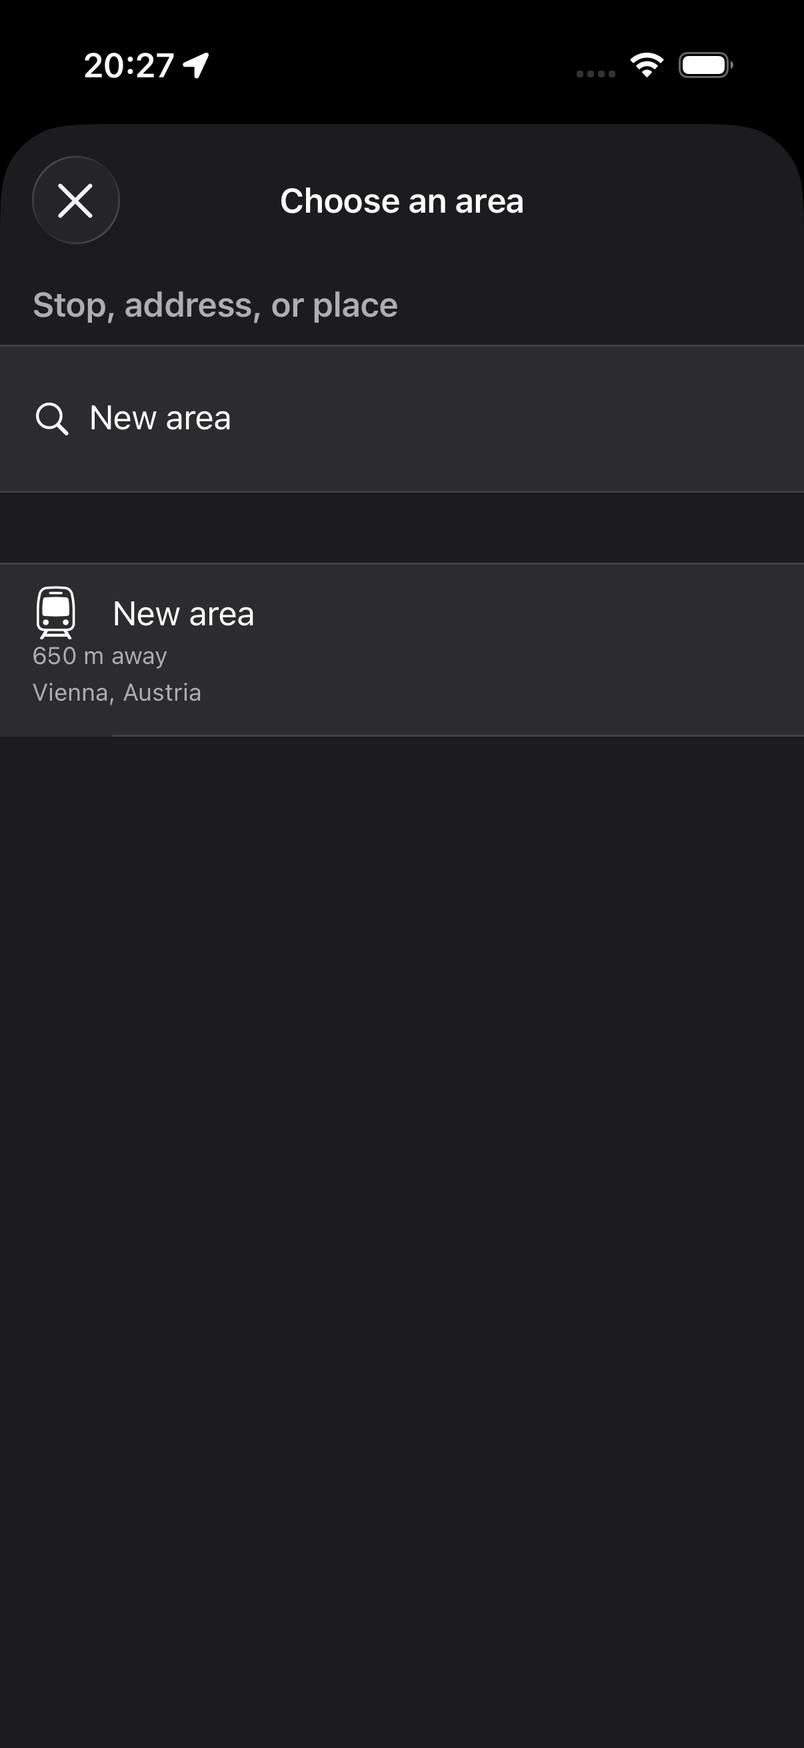 20:27
Choose an area
Stop, address, or place
New area
New area
650 m away
Vienna, Austria